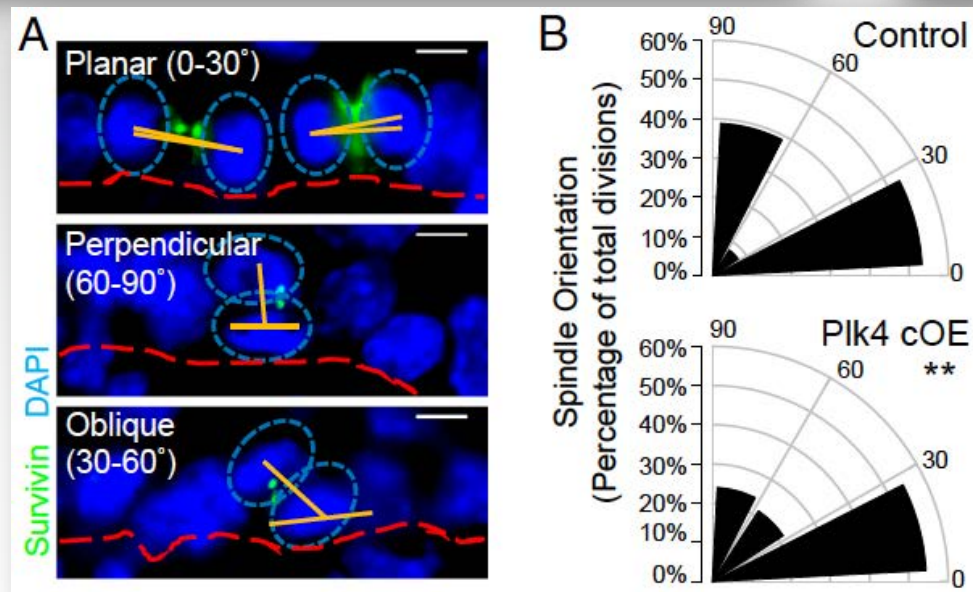 A
Planar (0-30˚)
Perpendicular
(60-90˚)
Oblique
(30-60˚)
Survivin DAPI
B
Spindle Orientation
(Percentage of total divisions)
Control
60%
50%
40%
30%
20%
10%
0%
90
60
30
0
Plk4 cOE
**
60%
50%
40%
30%
20%
10%
0%
90
60
30
0